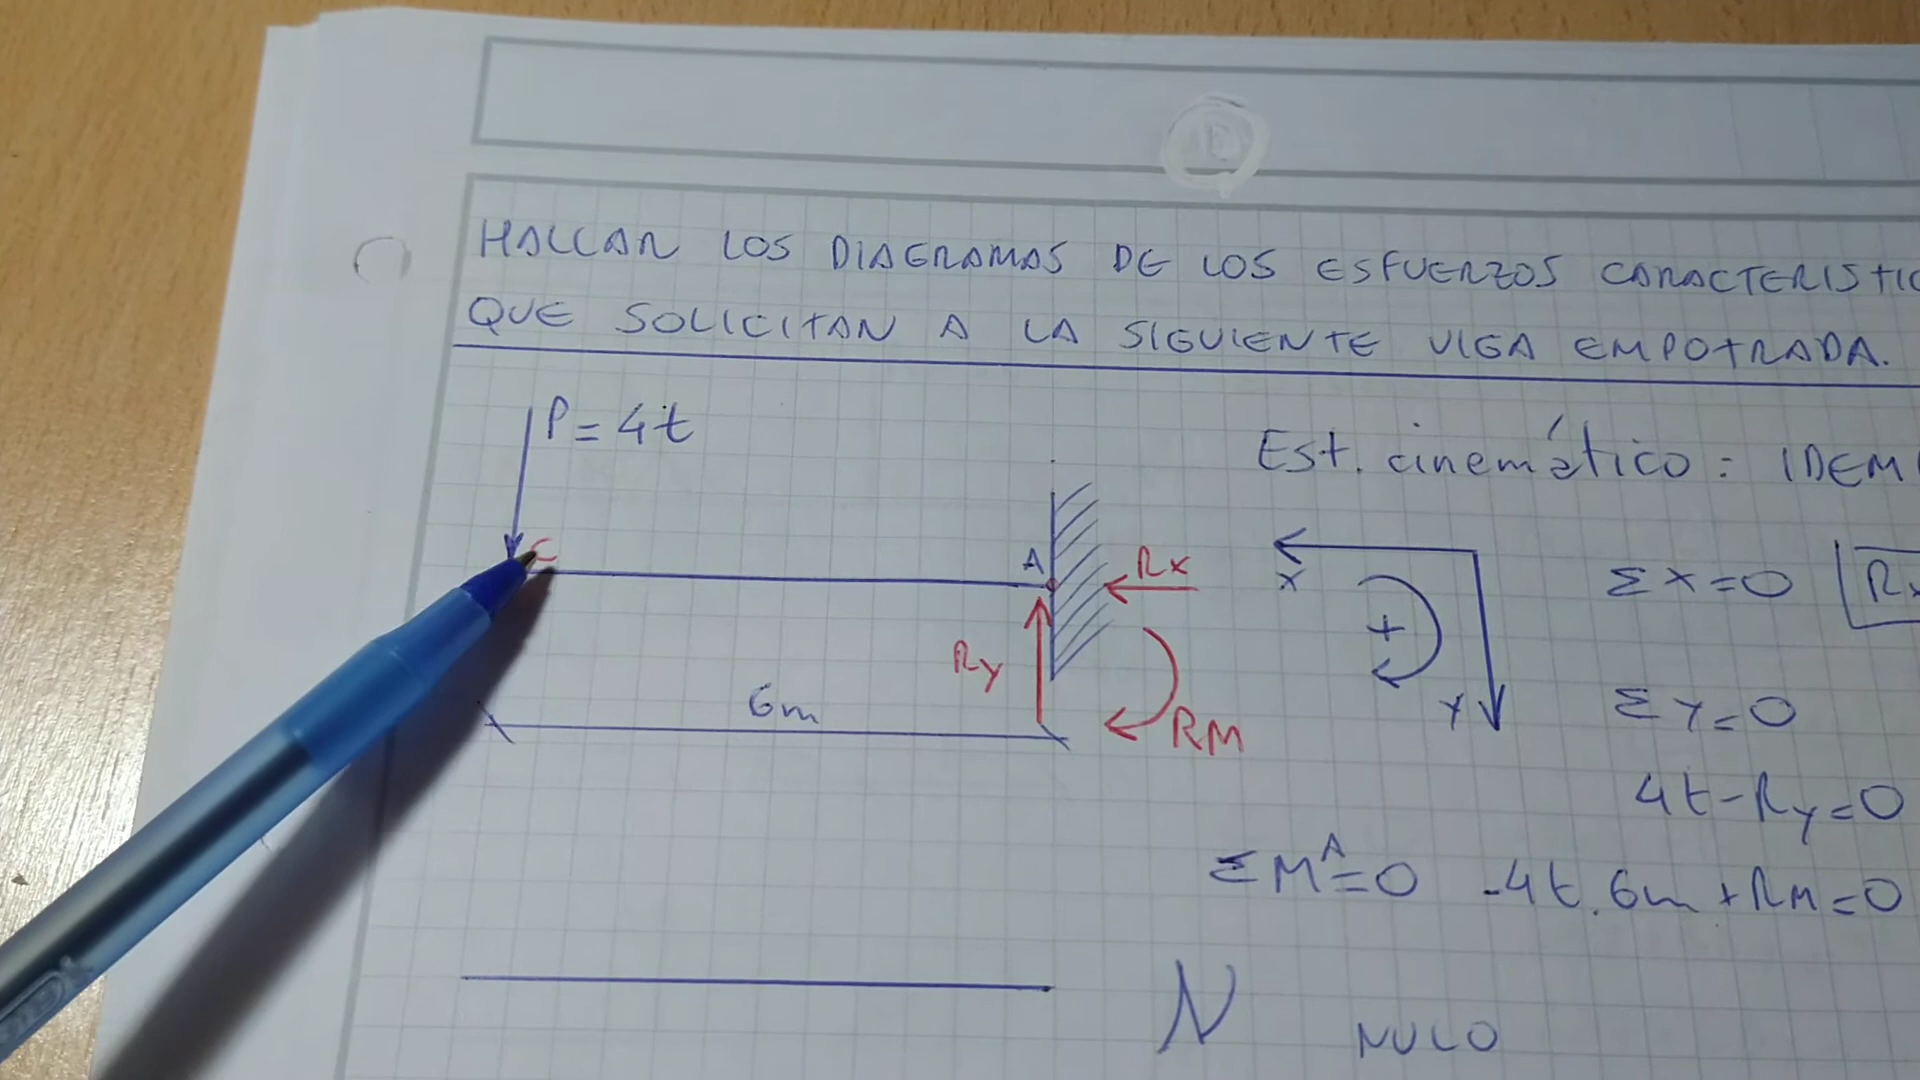 HALLAR LOS DIAGRAMAS DE LOS ESFUERZOS CARACTERISTIC
QUE SOLICITAN A LA SIGUIENTE VIGA EMPOTRADA.
P=4t
Est. cinemático: IDEM
C
A
Rx
x
+
Y
ΣX=0
Rx
Ry
6m
RM
ΣY=0
4t-Ry=0
ΣM^A=0 -4t.6m+RM=0
N
NULO